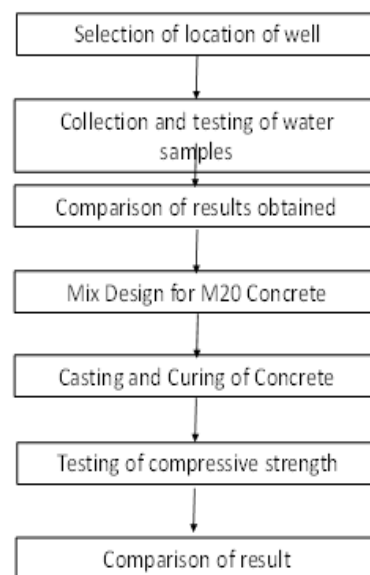 Selection of location of well
Collection and testing of water
samples
Comparison of results obtained
Mix Design for M20 Concrete
Casting and Curing of Concrete
Testing of compressive strength
Comparison of result